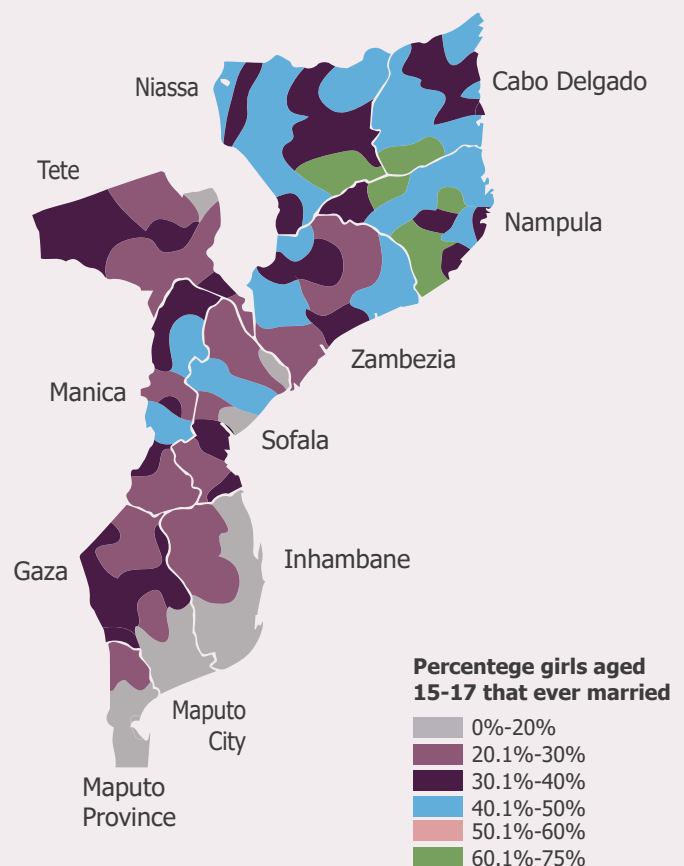 Niassa
Cabo Delgado
Tete
Nampula
Zambezia
Manica
Sofala
Inhambane
Gaza
Maputo
City
Maputo
Province
Percentege girls aged
15-17 that ever married
0%-20%
20.1%-30%
30.1%-40%
40.1%-50%
50.1%-60%
60.1%-75%